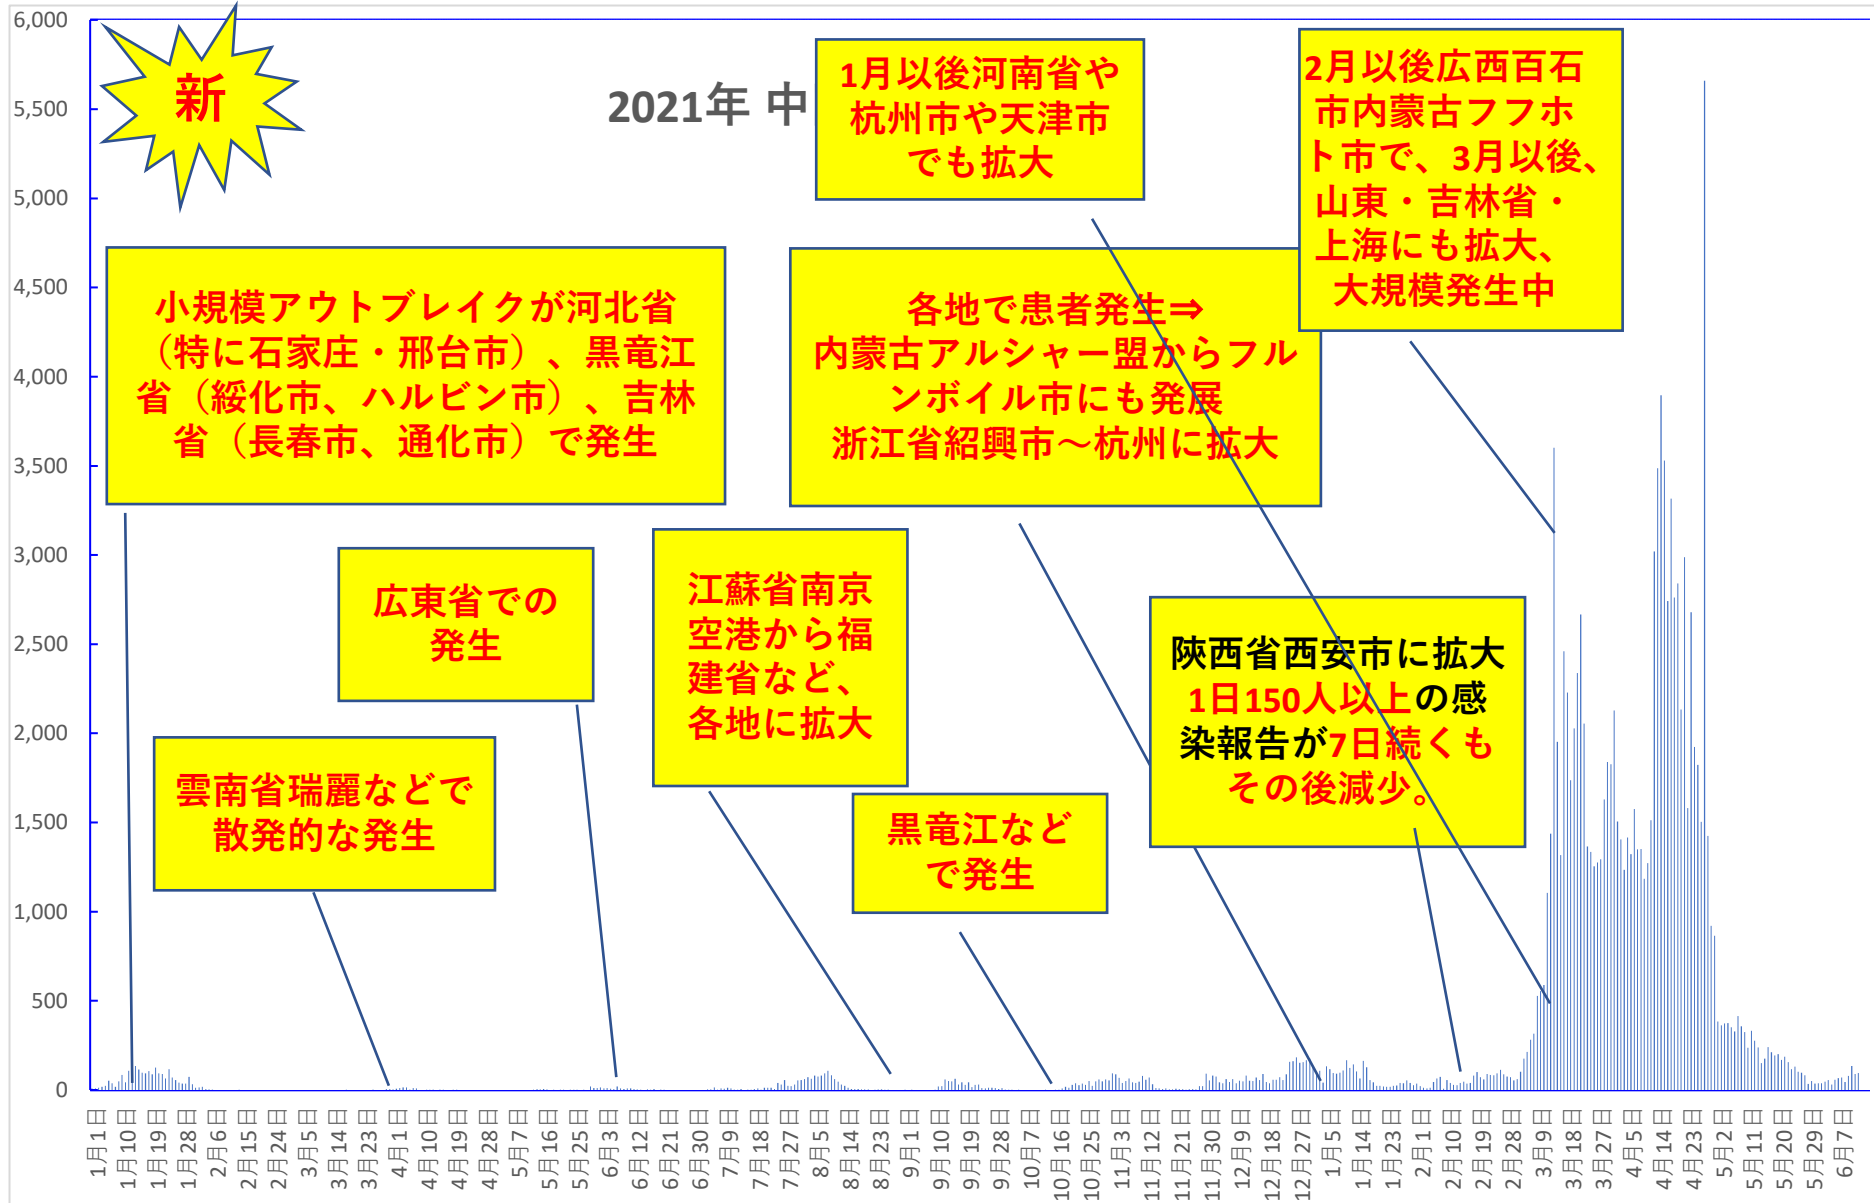 新
2021年 中
1月以後河南省や
杭州市や天津市
でも拡大
2月以後広西百石
市内蒙古フフホ
ト市で、3月以後、
山東・吉林省・
上海にも拡大、
大規模発生中
小規模アウトブレイクが河北省
（特に石家庄・邢台市）、黒竜江
省（綏化市、ハルビン市）、吉林
省（長春市、通化市）で発生
各地で患者発生⇒
内蒙古アルシャー盟からフル
ンボイル市にも発展
浙江省紹興市～杭州に拡大
広東省での
発生
江蘇省南京
空港から福
建省など、
各地に拡大
陝西省西安市に拡大
1日150人以上の感
染報告が7日続くも
その後減少。
雲南省瑞麗などで
散発的な発生
黒竜江など
で発生
6,000
5,500
5,000
4,500
4,000
3,500
3,000
2,500
2,000
1,500
1,000
500
0
1月1日
1月10日
1月19日
1月28日
2月6日
2月15日
2月24日
3月5日
3月14日
3月23日
4月1日
4月10日
4月19日
4月28日
5月7日
5月16日
5月25日
6月3日
6月12日
6月21日
6月30日
7月9日
7月18日
7月27日
8月5日
8月14日
8月23日
9月1日
9月10日
9月19日
9月28日
10月7日
10月16日
10月25日
11月3日
11月12日
11月21日
11月30日
12月9日
12月18日
12月27日
1月5日
1月14日
1月23日
2月1日
2月10日
2月19日
2月28日
3月9日
3月18日
3月27日
4月5日
4月14日
4月23日
5月2日
5月11日
5月20日
5月29日
6月7日